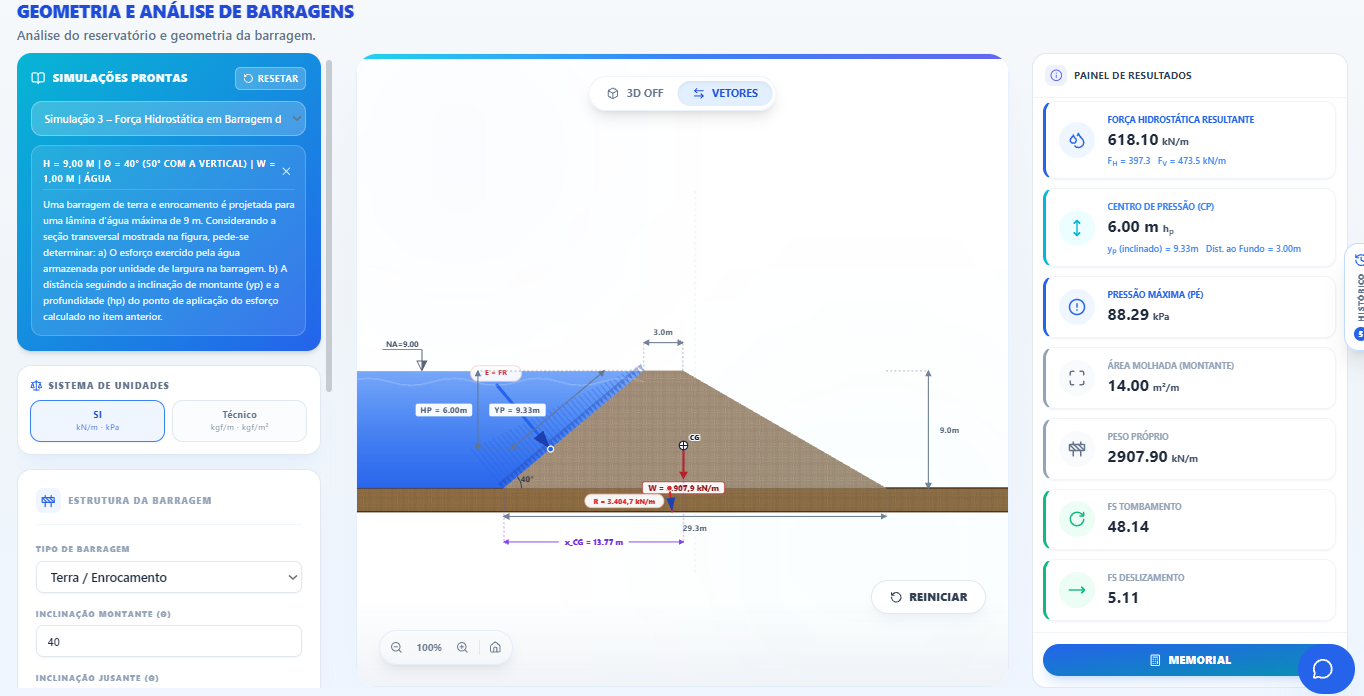 GEOMETRIA E ANÁLISE DE BARRAGENS
Análise do reservatório e geometria da barragem.
SIMULAÇÕES PRONTAS
RESETAR
Simulação 3 – Força Hidrostática em Barragem d
H = 9,00 M | Θ = 40° (50° COM A VERTICAL) | W =
1,00 M | ÁGUA
Uma barragem de terra e enrocamento é projetada para
uma lâmina d'água máxima de 9 m. Considerando a
seção transversal mostrada na figura, pede-se
determinar: a) O esforço exercido pela água
armazenada por unidade de largura na barragem. b) A
distância seguindo a inclinação de montante (yp) e a
profundidade (hp) do ponto de aplicação do esforço
calculado no item anterior.
SISTEMA DE UNIDADES
SI
kN/m · kPa
Técnico
kgf/m · kgf/m²
ESTRUTURA DA BARRAGEM
TIPO DE BARRAGEM
Terra / Enrocamento
INCLINAÇÃO MONTANTE (Θ)
40
INCLINAÇÃO JUSANTE (Θ)
3D OFF
VETORES
3.0m
NA=9.00
E = FR
HP = 6.00m
YP = 9.33m
CG
9.0m
40°
W = 2.907,9 kN/m
R = 3.404,7 kN/m
29.3m
x_CG = 13.77 m
REINICIAR
100%
PAINEL DE RESULTADOS
FORÇA HIDROSTÁTICA RESULTANTE
618.10 kN/m
FH = 397.3 FV = 473.5 kN/m
CENTRO DE PRESSÃO (CP)
6.00 m hp
yP (inclinado) = 9.33m Dist. ao Fundo = 3.00m
PRESSÃO MÁXIMA (PÉ)
88.29 kPa
ÁREA MOLHADA (MONTANTE)
14.00 m²/m
PESO PRÓPRIO
2907.90 kN/m
FS TOMBAMENTO
48.14
FS DESLIZAMENTO
5.11
MEMORIAL
HISTÓRICO